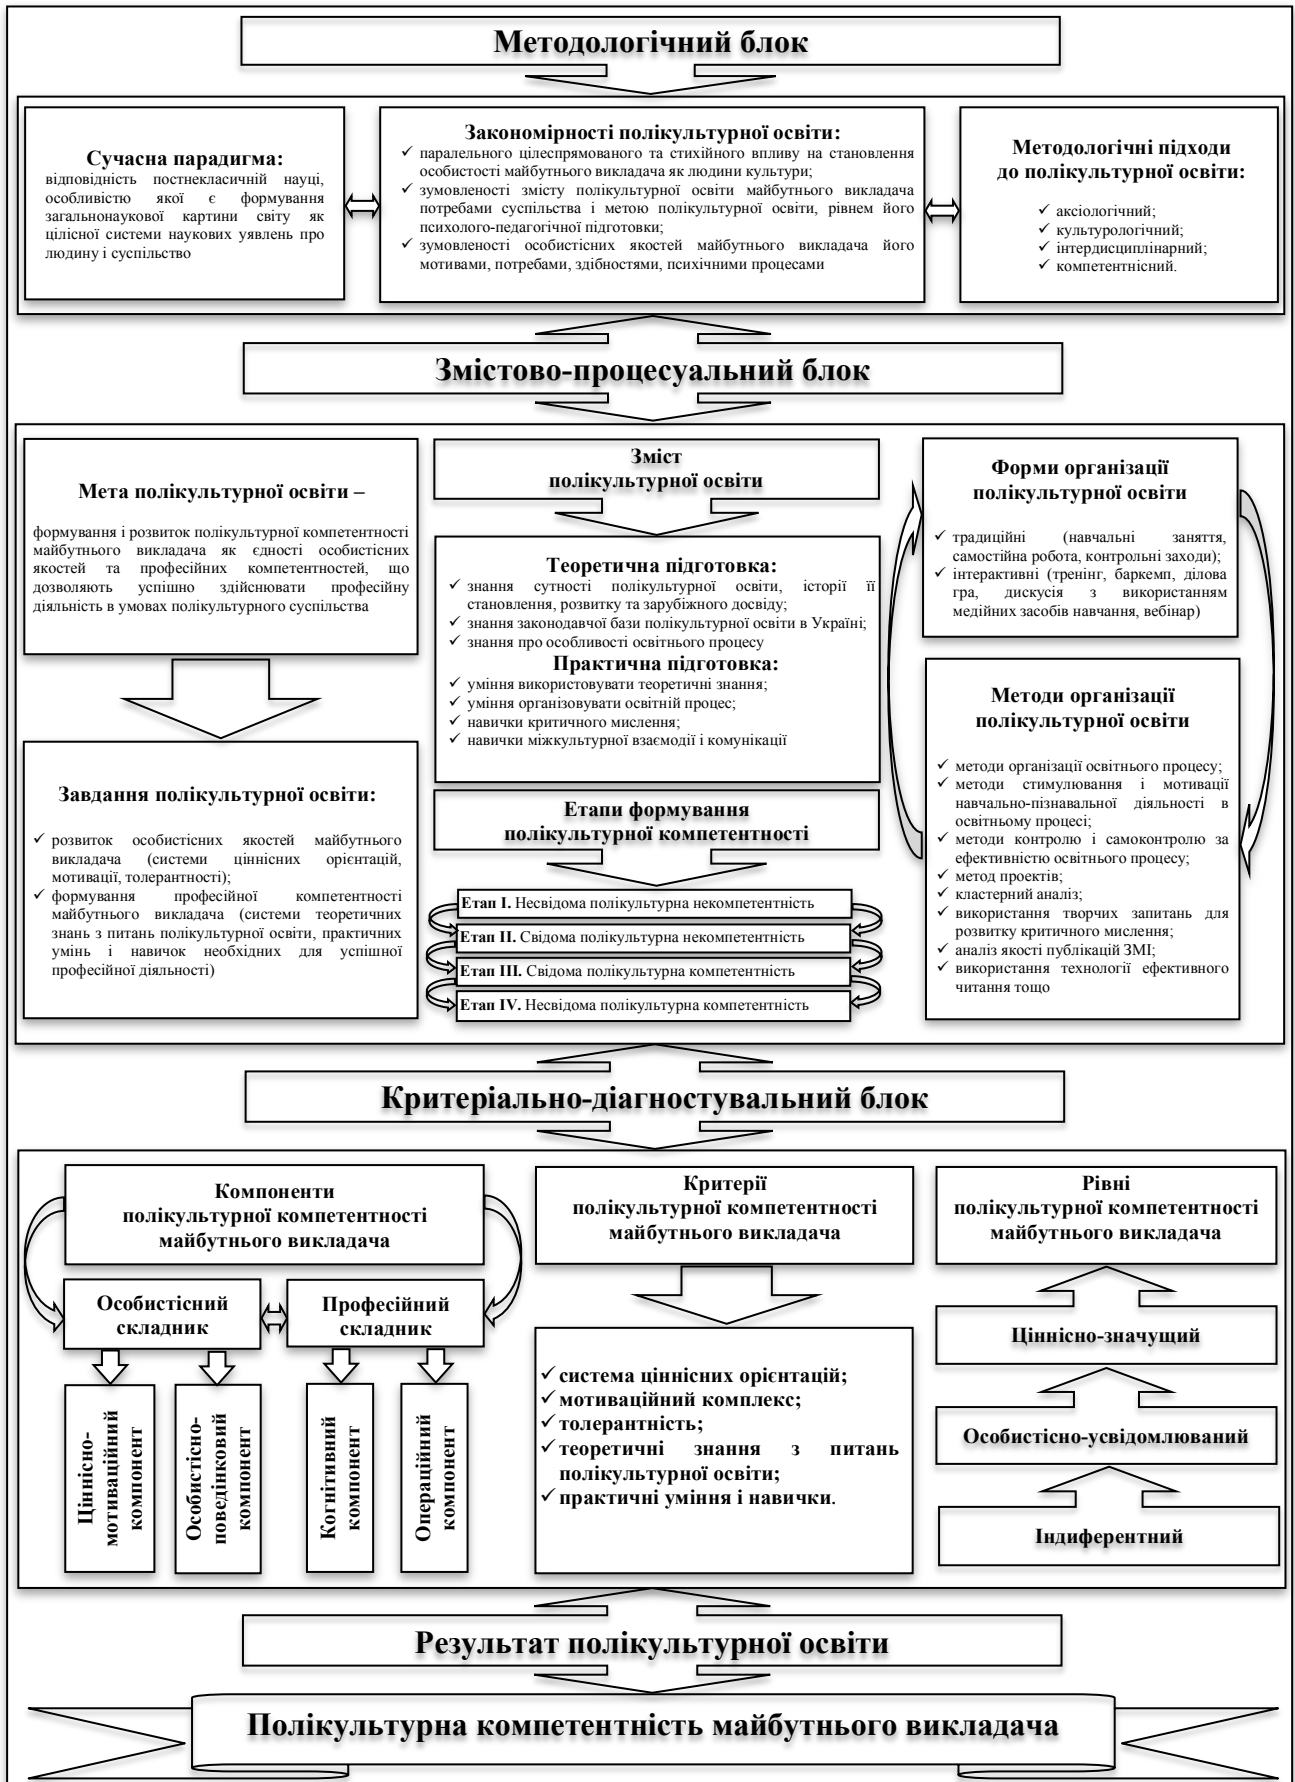 Методологічний блок
Сучасна парадигма:
відповідність постнекласичній науці,
особливістю якої є формування
загальнонаукової картини світу як
цілісної системи наукових уявлень про
людину і суспільство
Закономірності полікультурної освіти:
✓ паралельного цілеспрямованого та стихійного впливу на становлення
особистості майбутнього викладача як людини культури;
✓ зумовленості змісту полікультурної освіти майбутнього викладача
потребами суспільства і метою полікультурної освіти, рівнем його
психолого-педагогічної підготовки;
✓ зумовленості особистісних якостей майбутнього викладача його
мотивами, потребами, здібностями, психічними процесами
Методологічні підходи
до полікультурної освіти:
✓ аксіологічний;
✓ культурологічний;
✓ інтердисциплінарний;
✓ компетентнісний.
Змістово-процесуальний блок
Мета полікультурної освіти –
формування і розвиток полікультурної компетентності
майбутнього викладача як єдності особистісних
якостей та професійних компетентностей, що
дозволяють успішно здійснювати професійну
діяльність в умовах полікультурного суспільства
Завдання полікультурної освіти:
✓ розвиток особистісних якостей майбутнього
викладача (системи ціннісних орієнтацій,
мотивації, толерантності);
✓ формування професійної компетентності
майбутнього викладача (системи теоретичних
знань з питань полікультурної освіти, практичних
умінь і навичок необхідних для успішної
професійної діяльності)
Зміст
полікультурної освіти
Теоретична підготовка:
✓ знання сутності полікультурної освіти, історії її
становлення, розвитку та зарубіжного досвіду;
✓ знання законодавчої бази полікультурної освіти в Україні;
✓ знання про особливості освітнього процесу
Практична підготовка:
✓ уміння використовувати теоретичні знання;
✓ уміння організовувати освітній процес;
✓ навички критичного мислення;
✓ навички міжкультурної взаємодії і комунікації
Етапи формування
полікультурної компетентності
Етап I. Несвідома полікультурна некомпетентність
Етап II. Свідома полікультурна некомпетентність
Етап III. Свідома полікультурна компетентність
Етап IV. Несвідома полікультурна компетентність
Форми організації
полікультурної освіти
✓ традиційні (навчальні заняття,
самостійна робота, контрольні заходи);
✓ інтерактивні (тренінг, баркемп, ділова
гра, дискусія з використанням
медійних засобів навчання, вебінар)
Методи організації
полікультурної освіти
✓ методи організації освітнього процесу;
✓ методи стимулювання і мотивації
навчально-пізнавальної діяльності в
освітньому процесі;
✓ методи контролю і самоконтролю за
ефективністю освітнього процесу;
✓ метод проектів;
✓ кластерний аналіз;
✓ використання творчих запитань для
розвитку критичного мислення;
✓ аналіз якості публікацій ЗМІ;
✓ використання технології ефективного
читання тощо
Критеріально-діагностувальний блок
Компоненти
полікультурної компетентності
майбутнього викладача
Особистісний
складник
Професійний
складник
Ціннісно-
мотиваційний
компонент
Особистісно-
поведінковий
компонент
Когнітивний
компонент
Операційний
компонент
Критерії
полікультурної компетентності
майбутнього викладача
✓ система ціннісних орієнтацій;
✓ мотиваційний комплекс;
✓ толерантність;
✓ теоретичні знання з питань
полікультурної освіти;
✓ практичні уміння і навички.
Рівні
полікультурної компетентності
майбутнього викладача
Ціннісно-значущий
Особистісно-усвідомлюваний
Індиферентний
Результат полікультурної освіти
Полікультурна компетентність майбутнього викладача